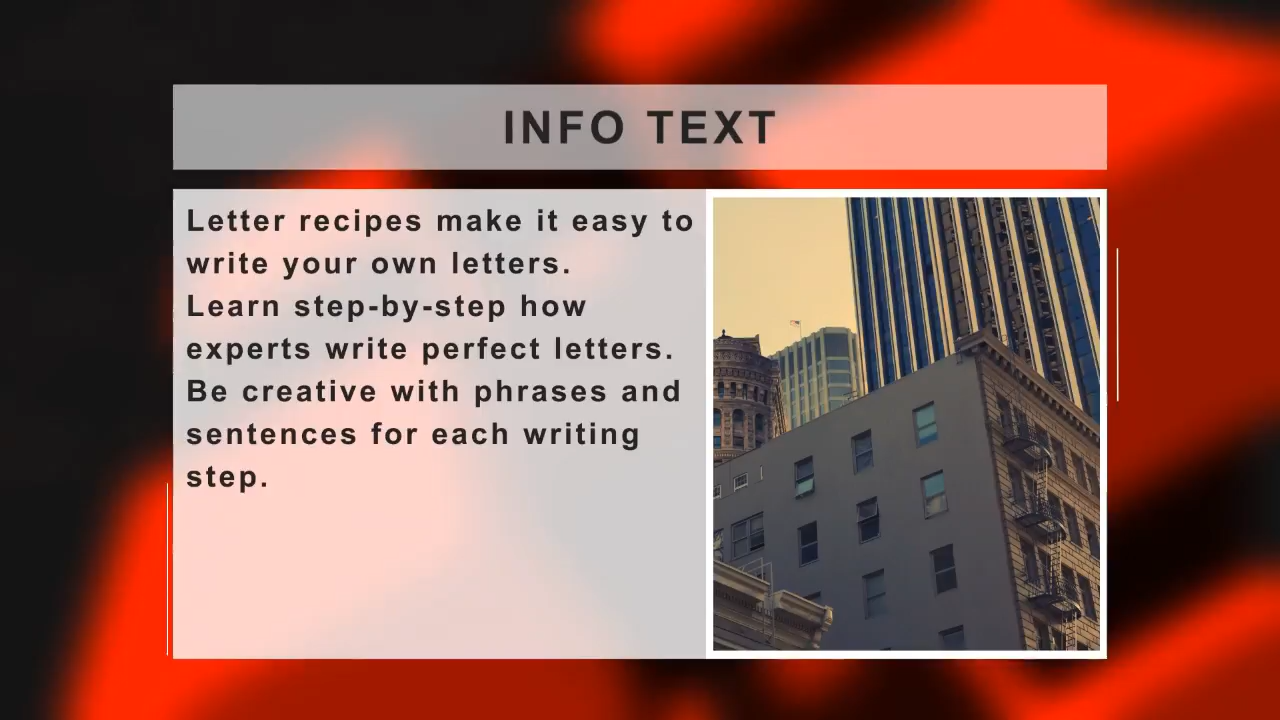 INFO TEXT
Letter recipes make it easy to
write your own letters.
Learn step-by-step how
experts write perfect letters.
Be creative with phrases and
sentences for each writing
step.